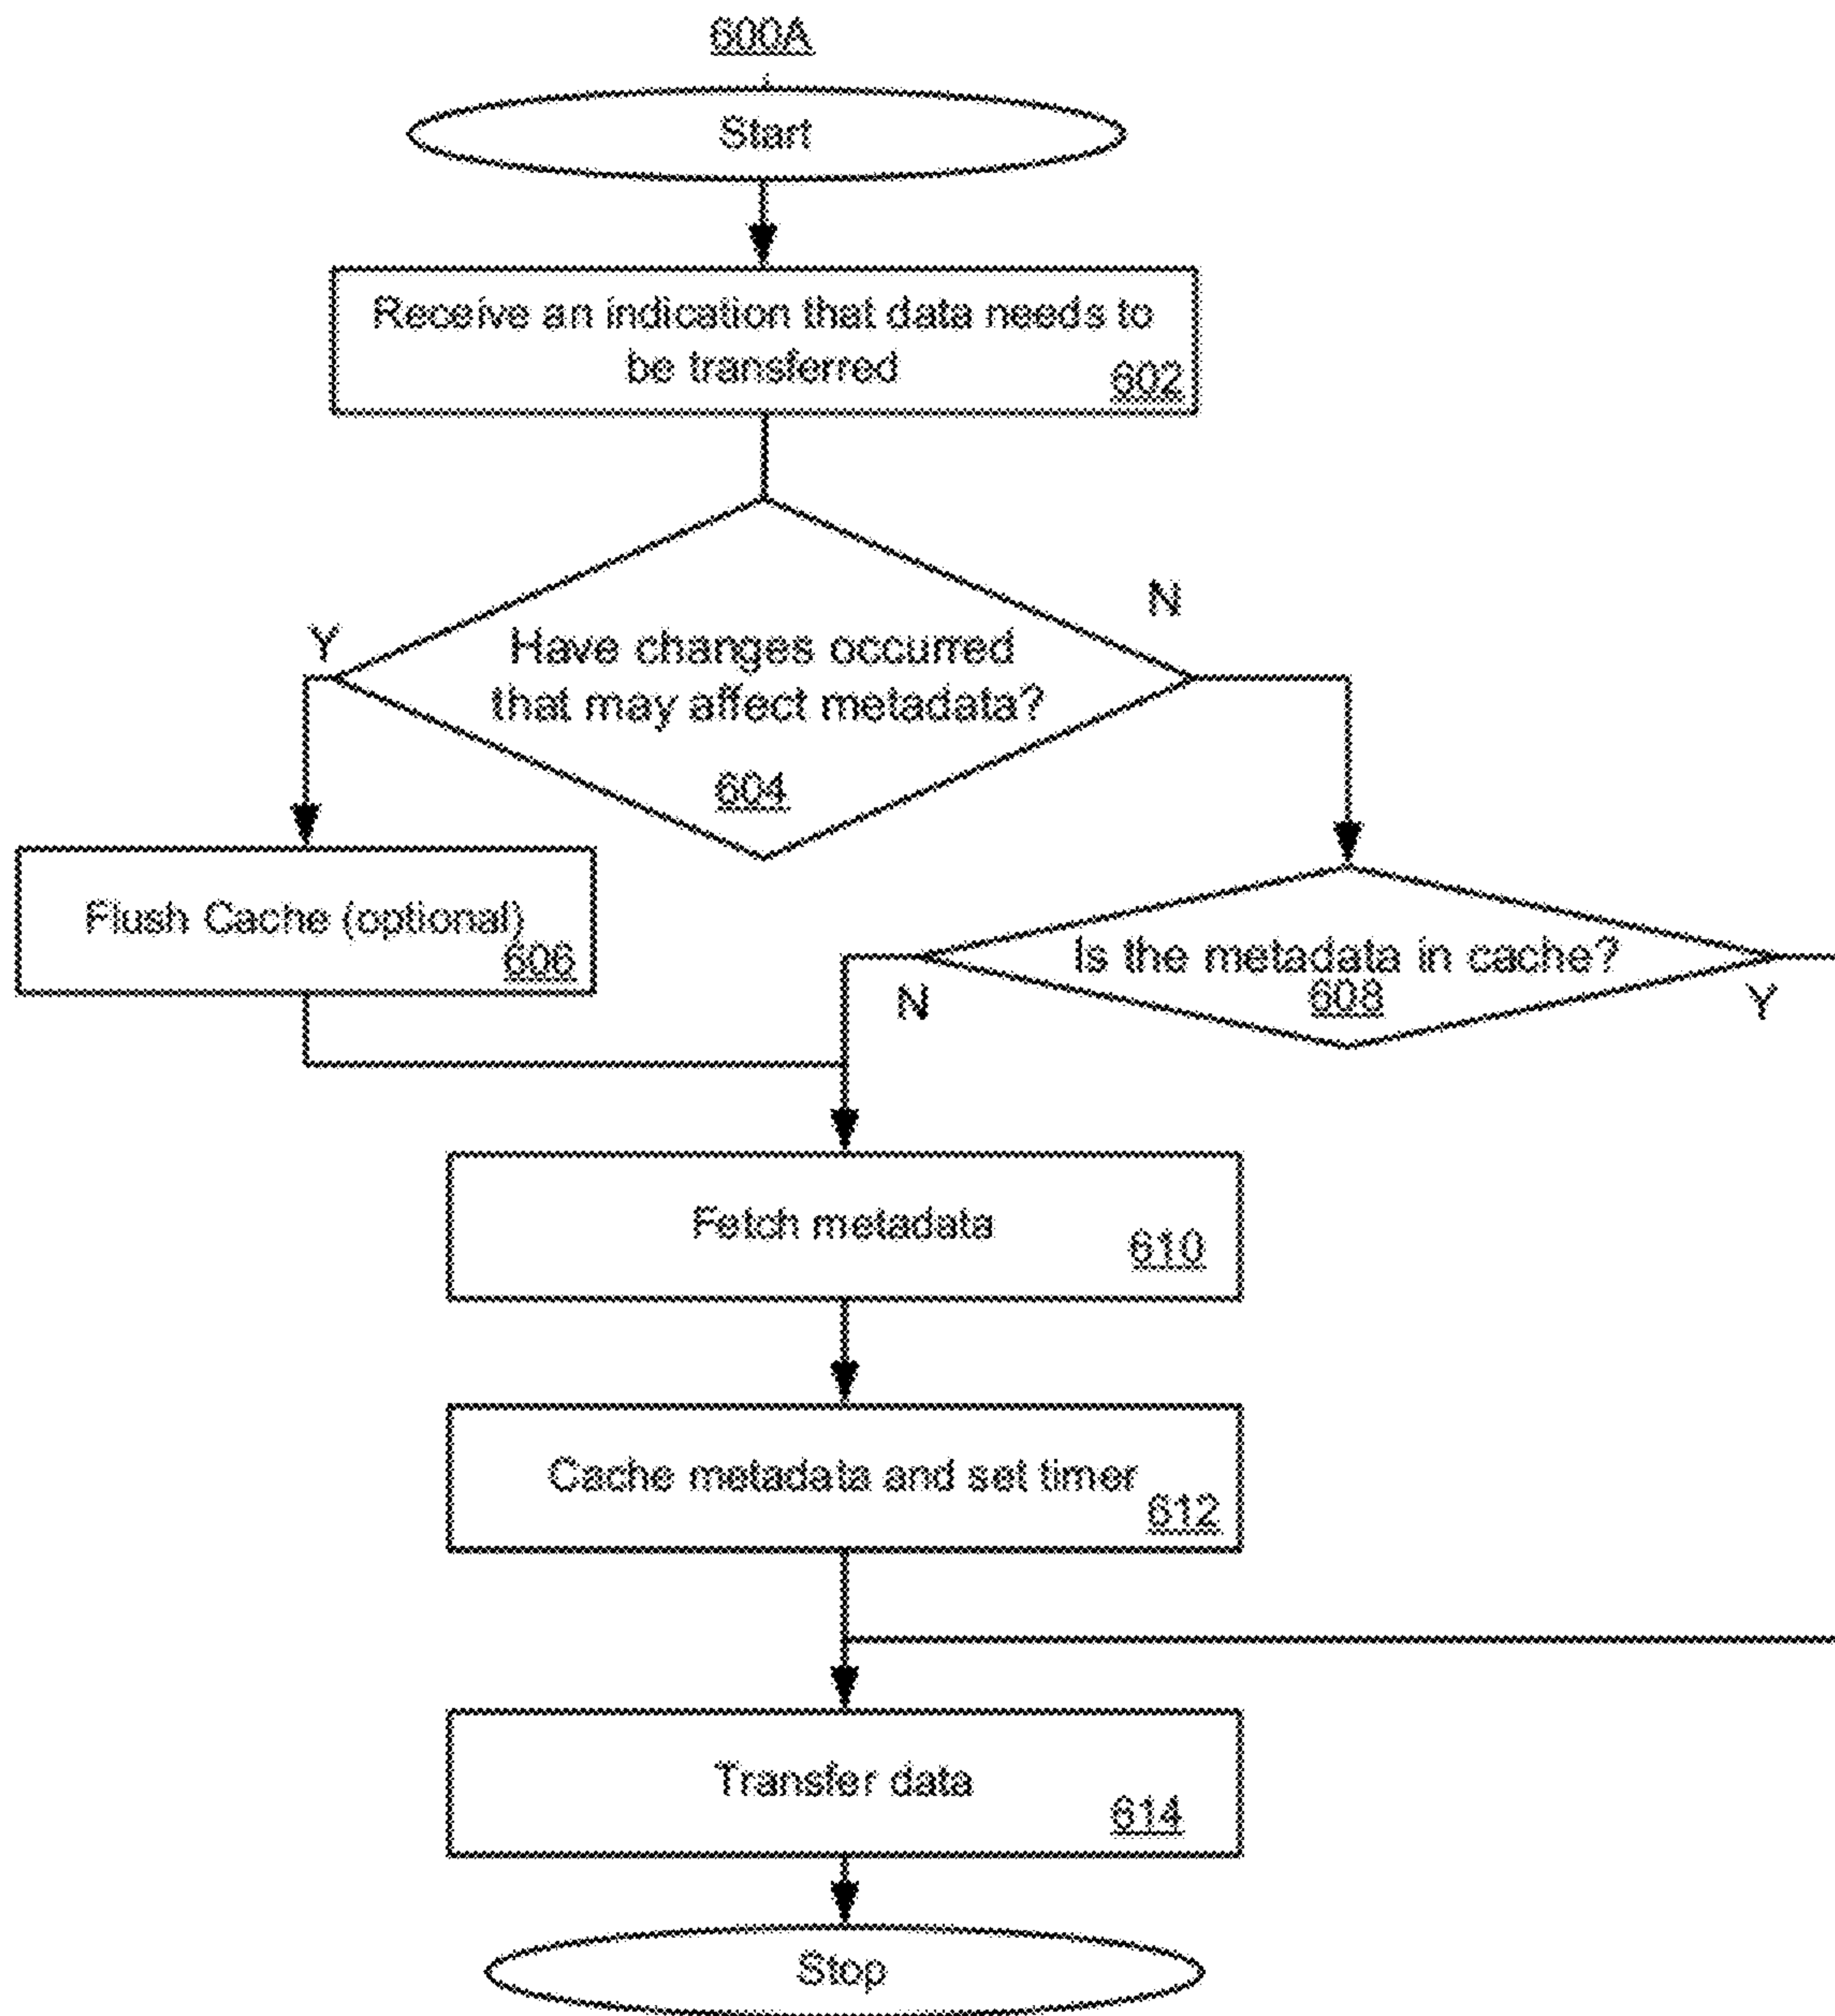 600A
Start
Receive an indication that data needs to
be transferred
602
Have changes occurred
that may affect metadata?
604
Y
N
Flush Cache (optional)
606
Is the metadata in cache?
608
N
Y
Fetch metadata
610
Cache metadata and set timer
612
Transfer data
614
Stop